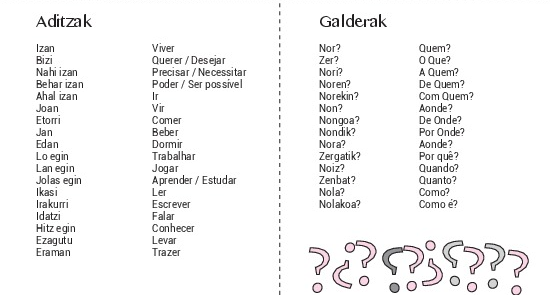 Aditzak
Izan Viver
Bizi Querer / Desejar
Nahi izan Precisar / Necessitar
Behar izan Poder / Ser possível
Ahal izan Ir
Joan Vir
Etorri Comer
Jan Beber
Edan Dormir
Lo egin Trabalhar
Lan egin Jogar
Jolas egin Aprender / Estudar
Ikasi Ler
Irakurri Escrever
Idatzi Falar
Hitz egin Conhecer
Ezagutu Levar
Eraman Trazer
Galderak
Nor? Quem?
Zer? O Que?
Nori? A Quem?
Noren? De Quem?
Norekin? Com Quem?
Non? Aonde?
Nongoa? De Onde?
Nondik? Por Onde?
Nora? Aonde?
Zergatik? Por quê?
Noiz? Quando?
Zenbat? Quanto?
Nola? Como?
Nolakoa? Como é?